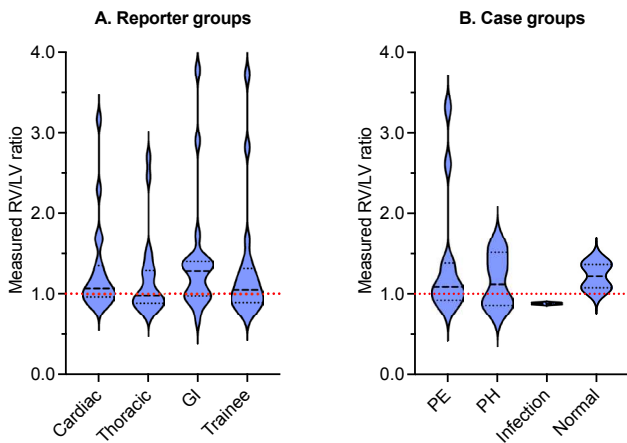 A. Reporter groups
Measured RV/LV ratio
4.0
3.0
2.0
1.0
0.0
Cardiac
Thoracic
GI
Trainee
B. Case groups
Measured RV/LV ratio
4.0
3.0
2.0
1.0
0.0
PE
PH
Infection
Normal